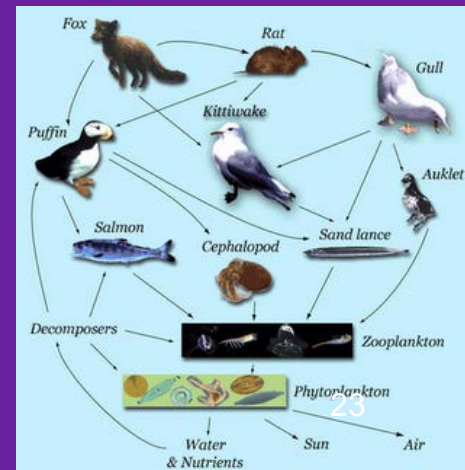 Fox
Rat
Gull
Kittiwake
Puffin
Auklet
Salmon
Cephalopod
Sand lance
Decomposers
Zooplankton
Phytoplankton
23
Water
& Nutrients
Sun
Air